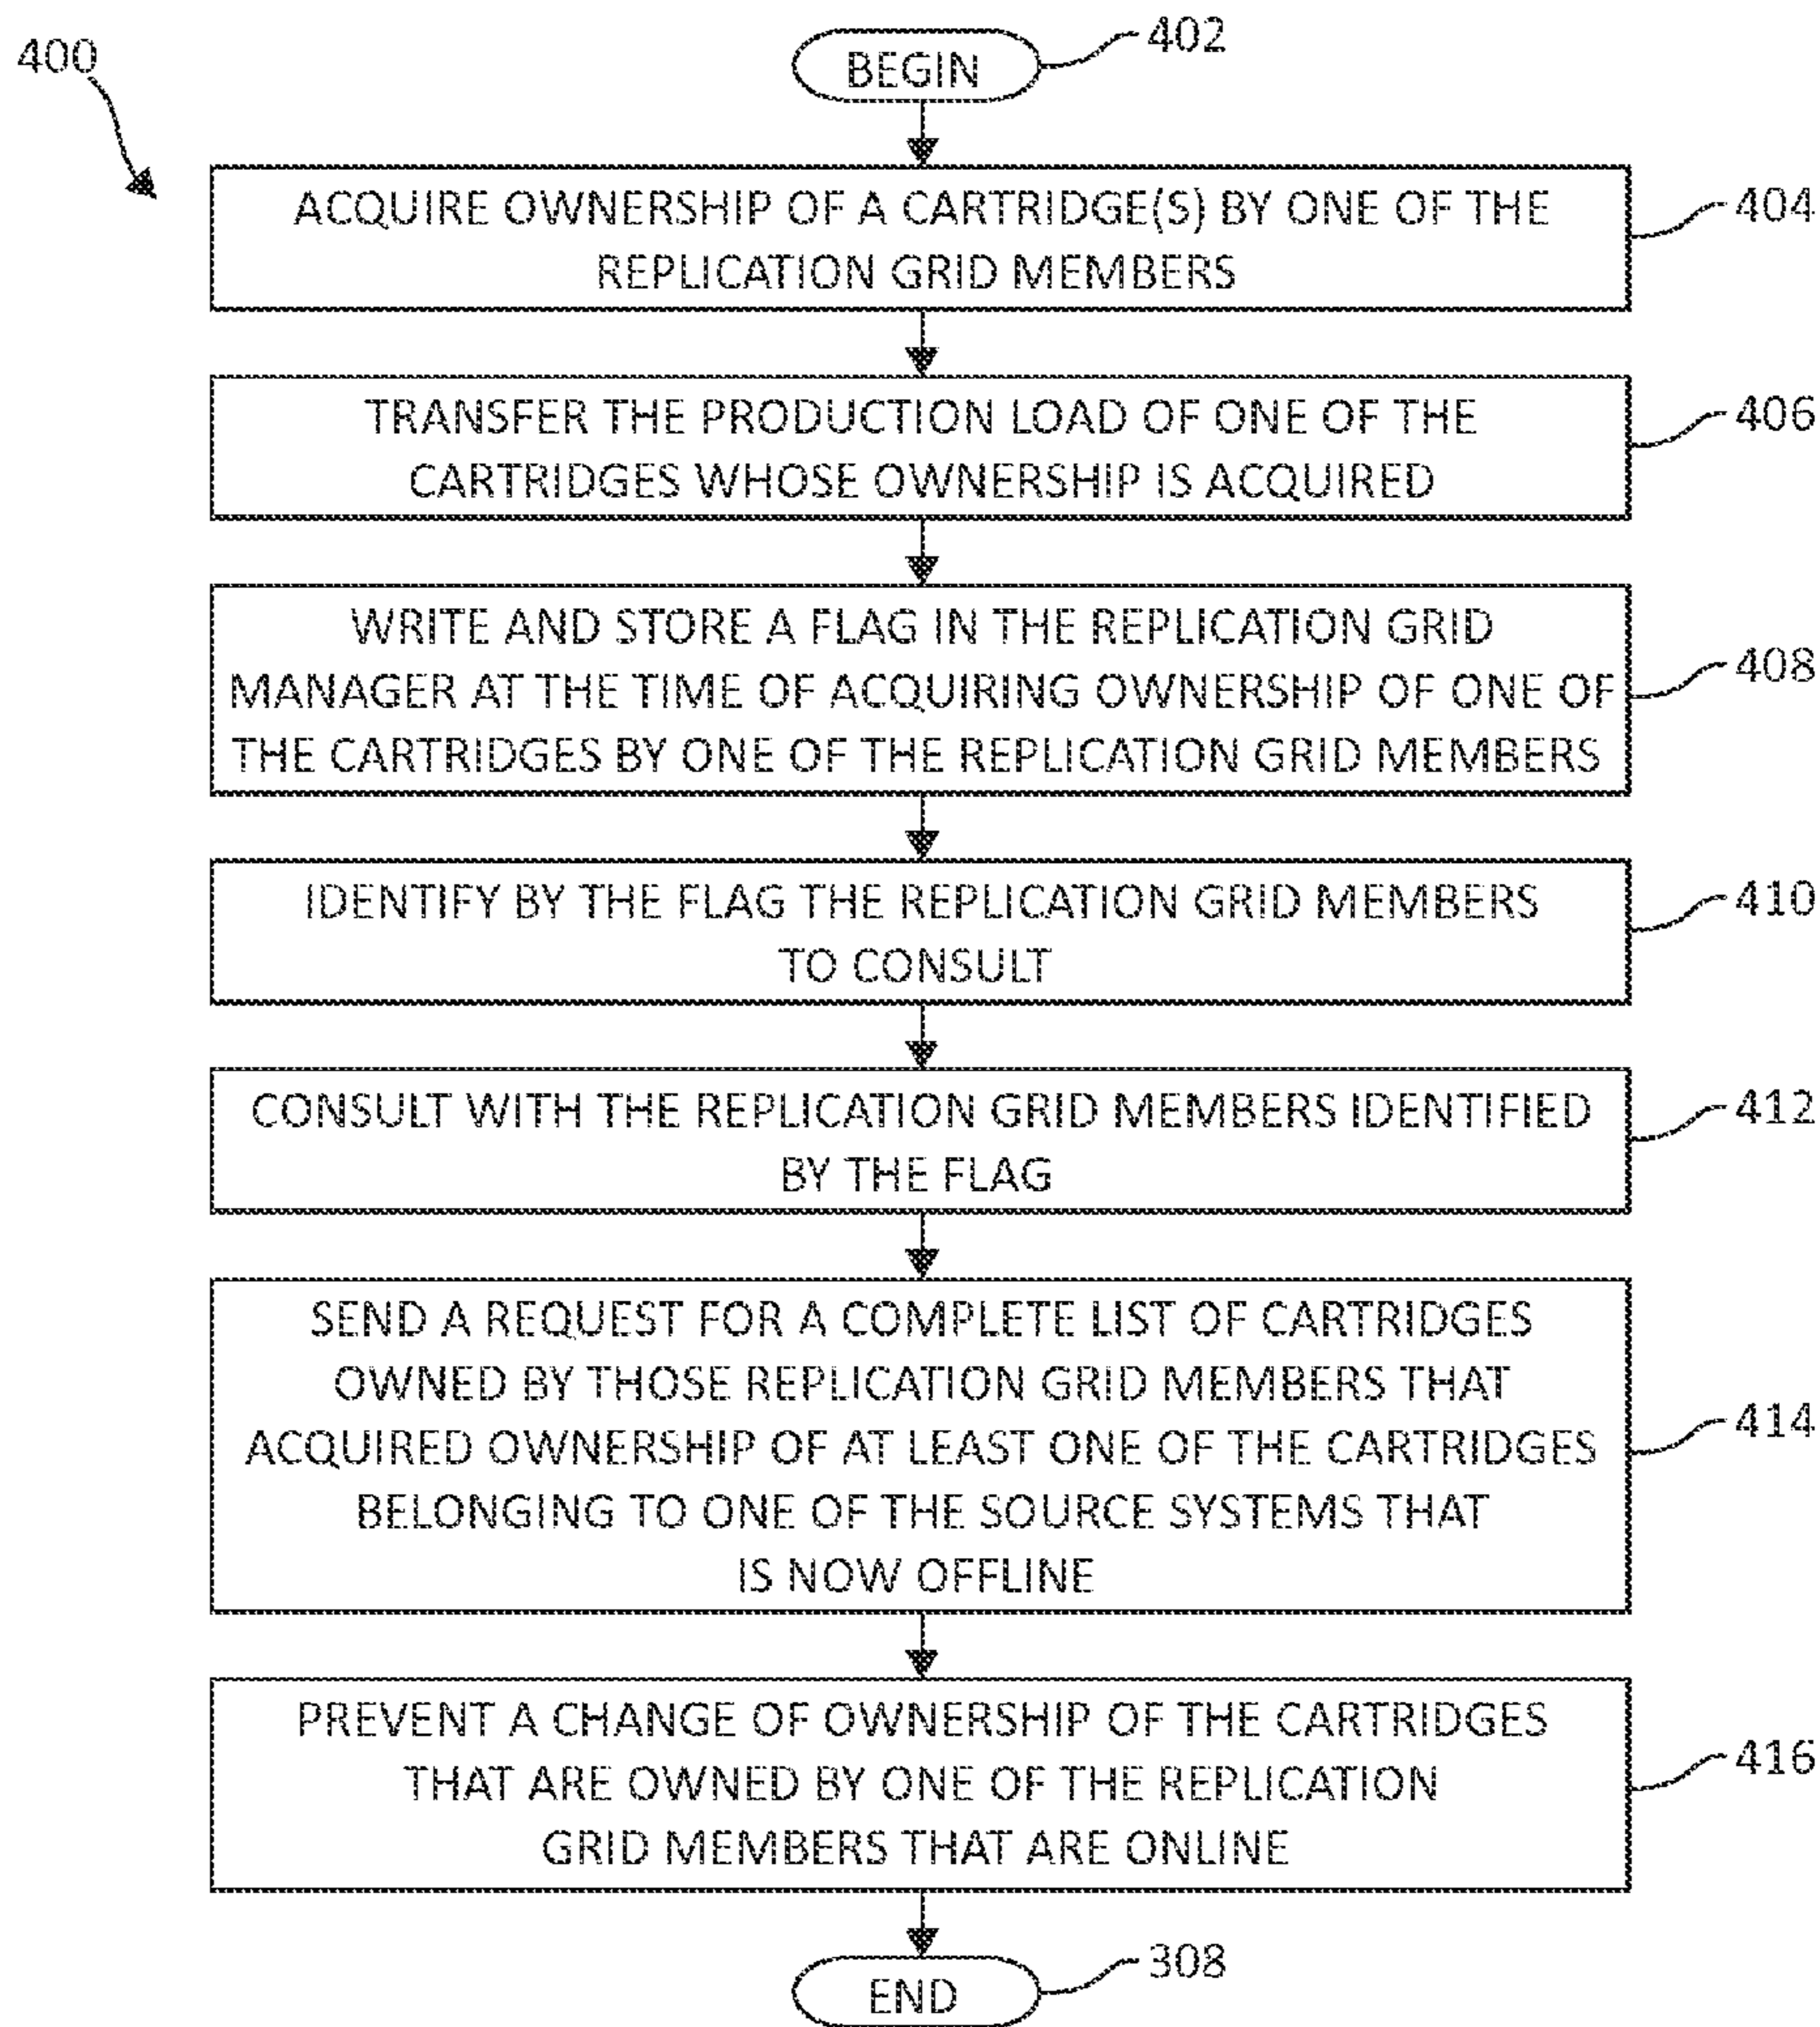 400
BEGIN
402
ACQUIRE OWNERSHIP OF A CARTRIDGE(S) BY ONE OF THE
REPLICATION GRID MEMBERS
404
TRANSFER THE PRODUCTION LOAD OF ONE OF THE
CARTRIDGES WHOSE OWNERSHIP IS ACQUIRED
406
WRITE AND STORE A FLAG IN THE REPLICATION GRID
MANAGER AT THE TIME OF ACQUIRING OWNERSHIP OF ONE OF
THE CARTRIDGES BY ONE OF THE REPLICATION GRID MEMBERS
408
IDENTIFY BY THE FLAG THE REPLICATION GRID MEMBERS
TO CONSULT
410
CONSULT WITH THE REPLICATION GRID MEMBERS IDENTIFIED
BY THE FLAG
412
SEND A REQUEST FOR A COMPLETE LIST OF CARTRIDGES
OWNED BY THOSE REPLICATION GRID MEMBERS THAT
ACQUIRED OWNERSHIP OF AT LEAST ONE OF THE CARTRIDGES
BELONGING TO ONE OF THE SOURCE SYSTEMS THAT
IS NOW OFFLINE
414
PREVENT A CHANGE OF OWNERSHIP OF THE CARTRIDGES
THAT ARE OWNED BY ONE OF THE REPLICATION
GRID MEMBERS THAT ARE ONLINE
416
END
308